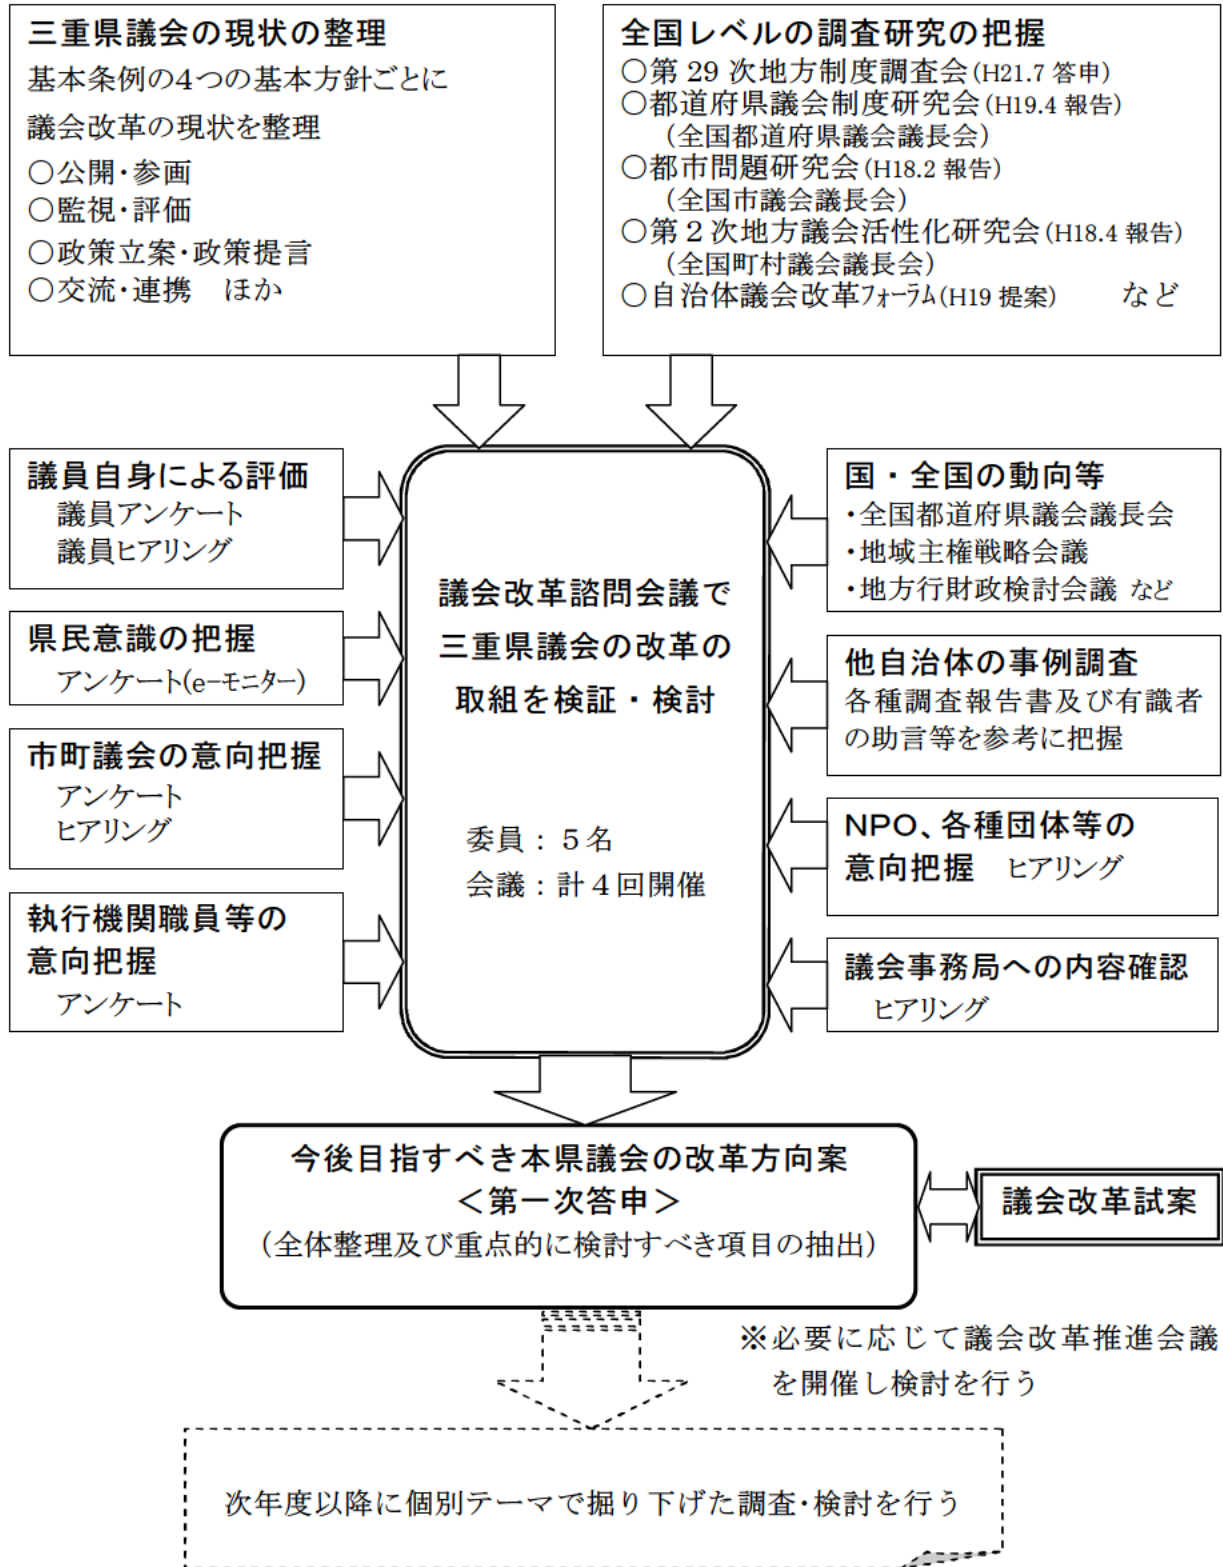 三重県議会の現状の整理
基本条例の4つの基本方針ごとに
議会改革の現状を整理
○公開・参画
○監視・評価
○政策立案・政策提言
○交流・連携　ほか
全国レベルの調査研究の把握
○第 29 次地方制度調査会(H21.7 答申)
○都道府県議会制度研究会(H19.4 報告)
（全国都道府県議会議長会）
○都市問題研究会(H18.2 報告)
（全国市議会議長会）
○第２次地方議会活性化研究会(H18.4 報告)
（全国町村議会議長会）
○自治体議会改革ﾌｫｰﾗﾑ(H19 提案)　　など
議員自身による評価
議員アンケート
議員ヒアリング
県民意識の把握
アンケート(e-モニター)
市町議会の意向把握
アンケート
ヒアリング
執行機関職員等の
意向把握
アンケート
議会改革諮問会議で
三重県議会の改革の
取組を検証・検討
委員：５名
会議：計４回開催
国・全国の動向等
・全国都道府県議会議長会
・地域主権戦略会議
・地方行財政検討会議 など
他自治体の事例調査
各種調査報告書及び有識者
の助言等を参考に把握
NPO、各種団体等の
意向把握　ヒアリング
議会事務局への内容確認
ヒアリング
今後目指すべき本県議会の改革方向案
＜第一次答申＞
（全体整理及び重点的に検討すべき項目の抽出）
議会改革試案
※必要に応じて議会改革推進会議
を開催し検討を行う
次年度以降に個別テーマで掘り下げた調査・検討を行う